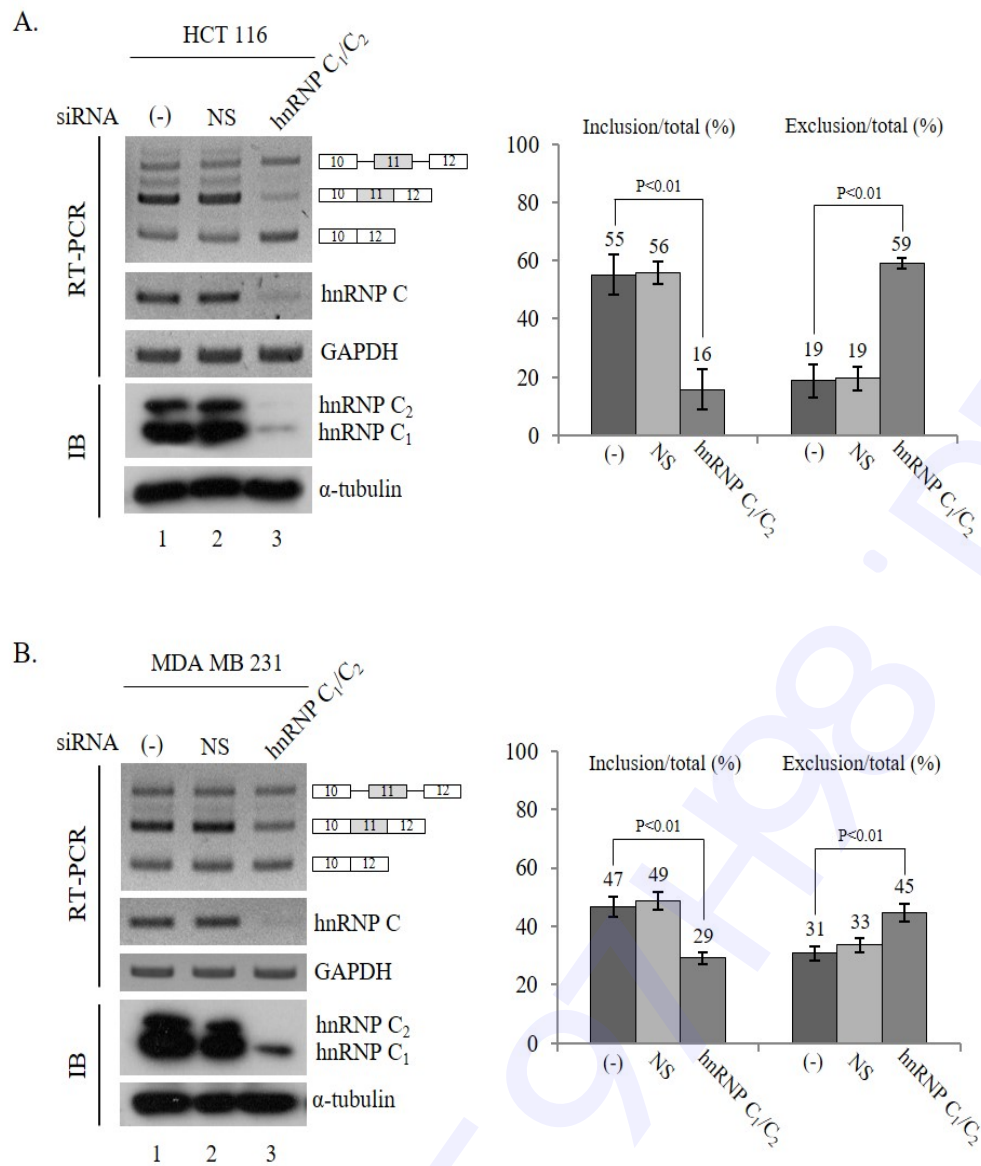 A.
HCT 116
siRNA (-) NS hnRNP C₁/C₂
RT-PCR
10 11 12
10 11 12
10 12
hnRNP C
GAPDH
IB
hnRNP C₂
hnRNP C₁
α-tubulin
1 2 3
Inclusion/total (%) Exclusion/total (%)
100
80
60
40
20
0
P<0.01 P<0.01
55 56 16 19 19 59
(-) NS hnRNP C₁/C₂ (-) NS hnRNP C₁/C₂
B.
MDA MB 231
siRNA (-) NS hnRNP C₁/C₂
RT-PCR
10 11 12
10 11 12
10 12
hnRNP C
GAPDH
IB
hnRNP C₂
hnRNP C₁
α-tubulin
1 2 3
Inclusion/total (%) Exclusion/total (%)
100
80
60
40
20
0
P<0.01 P<0.01
47 49 29 31 33 45
(-) NS hnRNP C₁/C₂ (-) NS hnRNP C₁/C₂